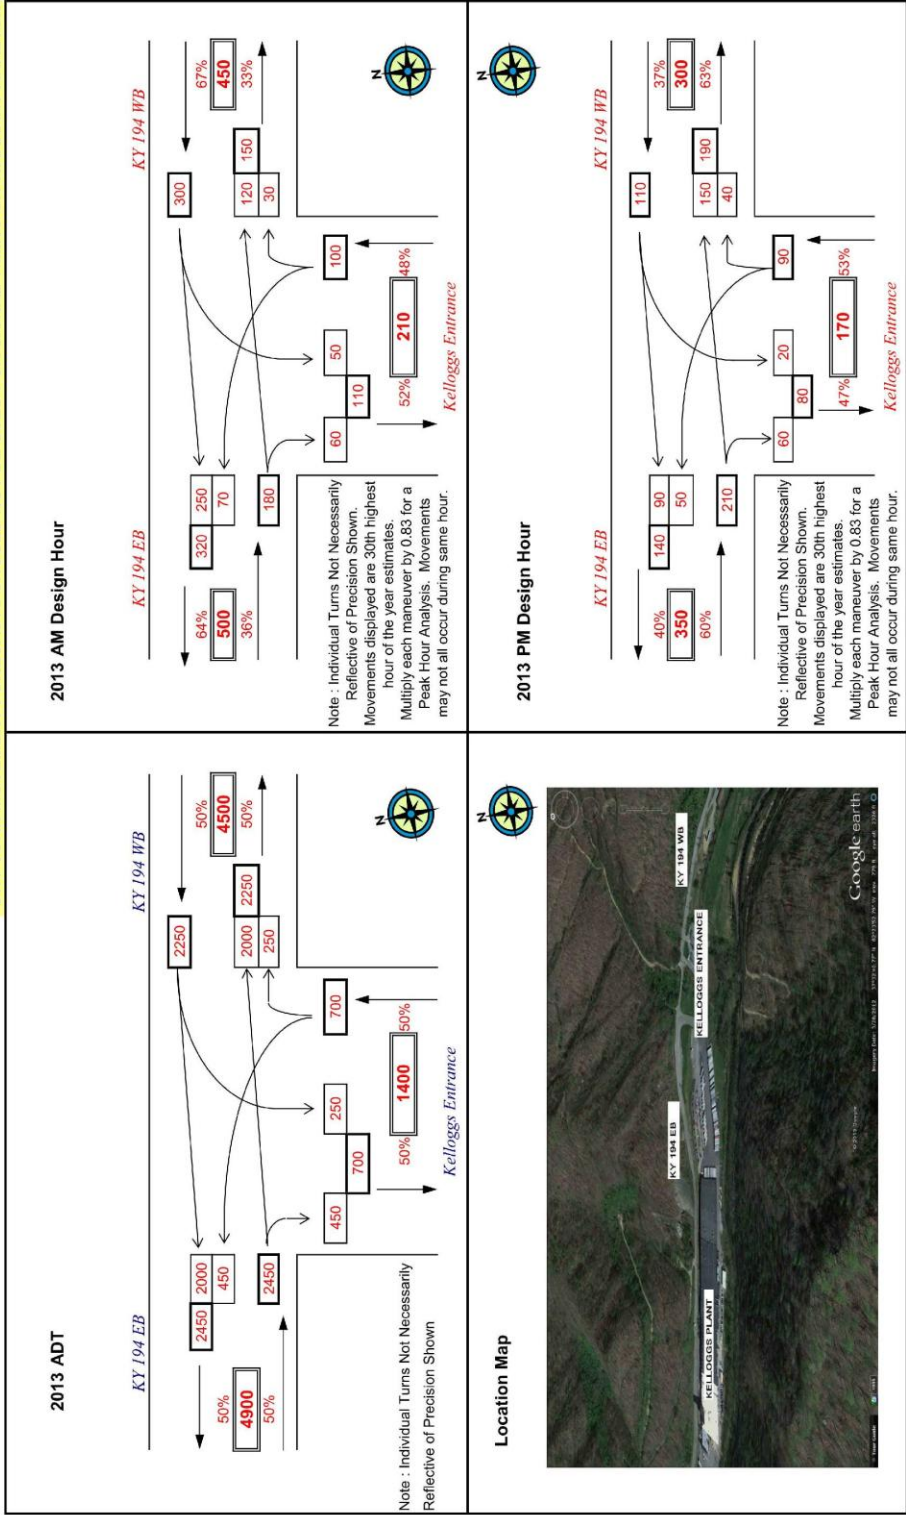 2013 ADT
KY 194 EB
KY 194 WB
50%
4900
50%
2450
2000
450
2450
2250
2000
2250
250
50%
4500
50%
450
250
700
700
50%
1400
50%
Kelloggs Entrance
Note : Individual Turns Not Necessarily
Reflective of Precision Shown
N
2013 AM Design Hour
KY 194 EB
KY 194 WB
64%
500
36%
320
250
70
180
300
120
150
30
67%
450
33%
60
50
110
100
52%
210
48%
Kelloggs Entrance
Note : Individual Turns Not Necessarily
Reflective of Precision Shown.
Movements displayed are 30th highest
hour of the year estimates.
Multiply each maneuver by 0.83 for a
Peak Hour Analysis. Movements
may not all occur during same hour.
N
Location Map
N
KY 194 EB
KY 194 WB
KELLOGGS ENTRANCE
KELLOGGS PLANT
Google earth
2013 PM Design Hour
KY 194 EB
KY 194 WB
40%
350
60%
140
90
50
210
110
150
190
40
37%
300
63%
60
20
80
90
47%
170
53%
Kelloggs Entrance
Note : Individual Turns Not Necessarily
Reflective of Precision Shown.
Movements displayed are 30th highest
hour of the year estimates.
Multiply each maneuver by 0.83 for a
Peak Hour Analysis. Movements
may not all occur during same hour.
N